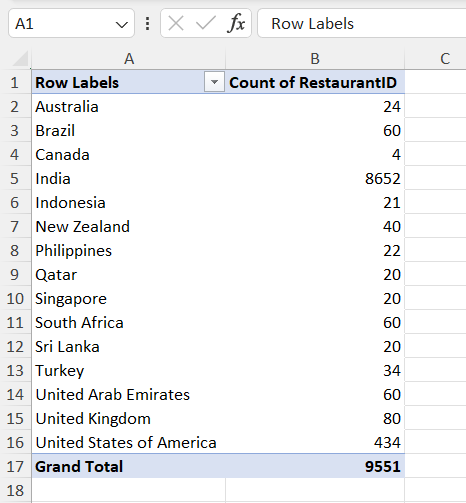 A1 fx Row Labels
A B C
1 Row Labels Count of RestaurantID
2 Australia 24
3 Brazil 60
4 Canada 4
5 India 8652
6 Indonesia 21
7 New Zealand 40
8 Philippines 22
9 Qatar 20
10 Singapore 20
11 South Africa 60
12 Sri Lanka 20
13 Turkey 34
14 United Arab Emirates 60
15 United Kingdom 80
16 United States of America 434
17 Grand Total 9551
18